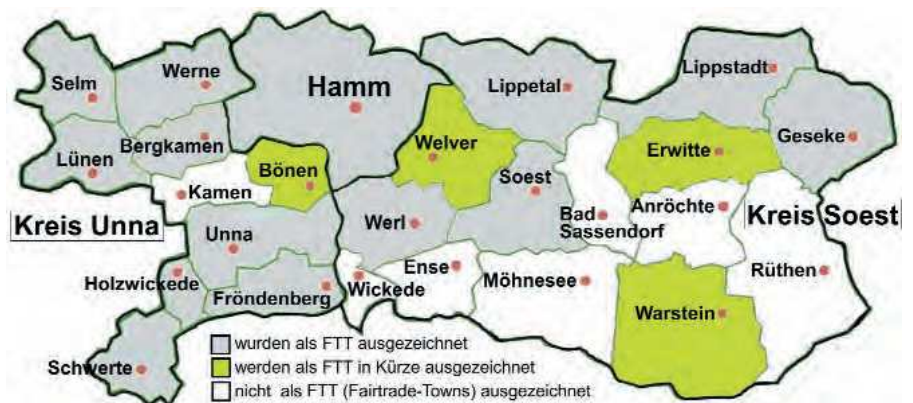 Selm
Werne
Hamm
Lippetal
Lippstadt
Lünen
Bergkamen
Bönen
Welver
Erwitte
Geseke
Kamen
Soest
Kreis Unna
Unna
Werl
Bad
Sassendorf
Anröchte
Kreis Soest
Holzwickede
Fröndenberg
Wickede
Ense
Möhnesee
Rüthen
Warstein
Schwerte
wurden als FTT ausgezeichnet
werden als FTT in Kürze ausgezeichnet
nicht als FTT (Fairtrade-Towns) ausgezeichnet